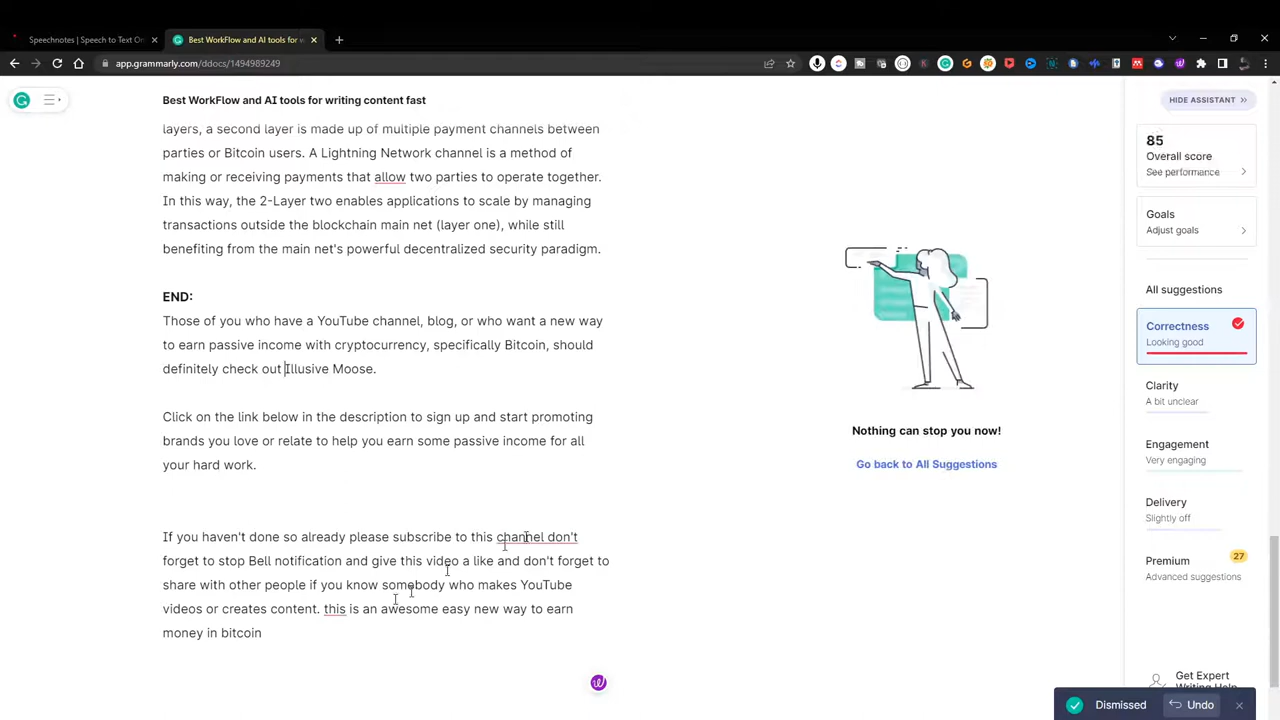 Speechnotes | Speech to Text On
Best WorkFlow and AI tools for w
app.grammarly.com/ddocs/1494989249
Best WorkFlow and AI tools for writing content fast
HIDE ASSISTANT
layers, a second layer is made up of multiple payment channels between
parties or Bitcoin users. A Lightning Network channel is a method of
making or receiving payments that allow two parties to operate together.
In this way, the 2-Layer two enables applications to scale by managing
transactions outside the blockchain main net (layer one), while still
benefiting from the main net's powerful decentralized security paradigm.
END:
Those of you who have a YouTube channel, blog, or who want a new way
to earn passive income with cryptocurrency, specifically Bitcoin, should
definitely check out Illusive Moose.
Click on the link below in the description to sign up and start promoting
brands you love or relate to help you earn some passive income for all
your hard work.
If you haven't done so already please subscribe to this channel don't
forget to stop Bell notification and give this video a like and don't forget to
share with other people if you know somebody who makes YouTube
videos or creates content. this is an awesome easy new way to earn
money in bitcoin
Nothing can stop you now!
Go back to All Suggestions
85
Overall score
See performance
Goals
Adjust goals
All suggestions
Correctness
Looking good
Clarity
A bit unclear
Engagement
Very engaging
Delivery
Slightly off
Premium
27
Advanced suggestions
Get Expert
Writing Help
Dismissed
Undo